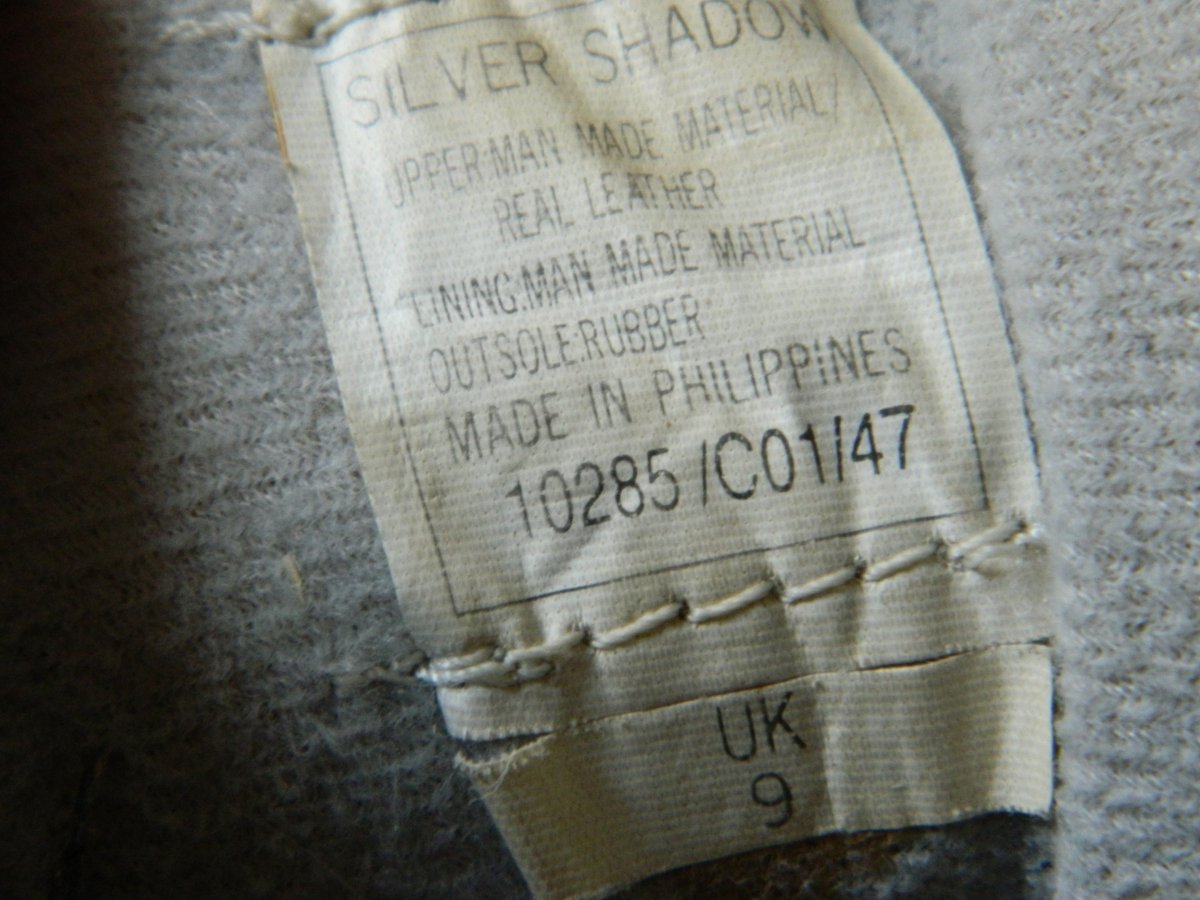 SILVER SHADOW
UPPER:MAN MADE MATERIAL/
REAL LEATHER
LINING:MAN MADE MATERIAL
OUTSOLE:RUBBER
MADE IN PHILIPPINES
10285/C01/47
UK
9